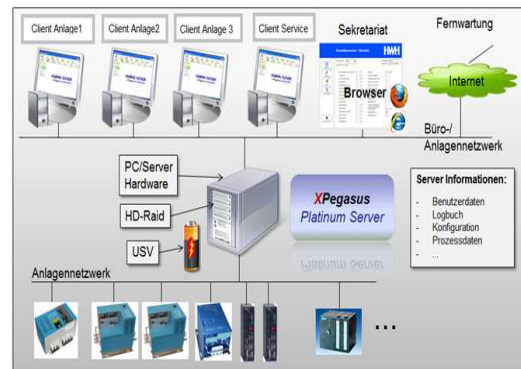 Client Anlage1
Client Anlage2
Client Anlage 3
Client Service
Sekretariat
Fernwartung
HWH
Browser
Internet
Büro-/
Anlagennetzwerk
PC/Server
Hardware
HD-Raid
USV
XPegasus
Platinum Server
Server Informationen:
- Benutzerdaten
- Logbuch
- Konfiguration
- Prozessdaten
- ...
Anlagennetzwerk
...